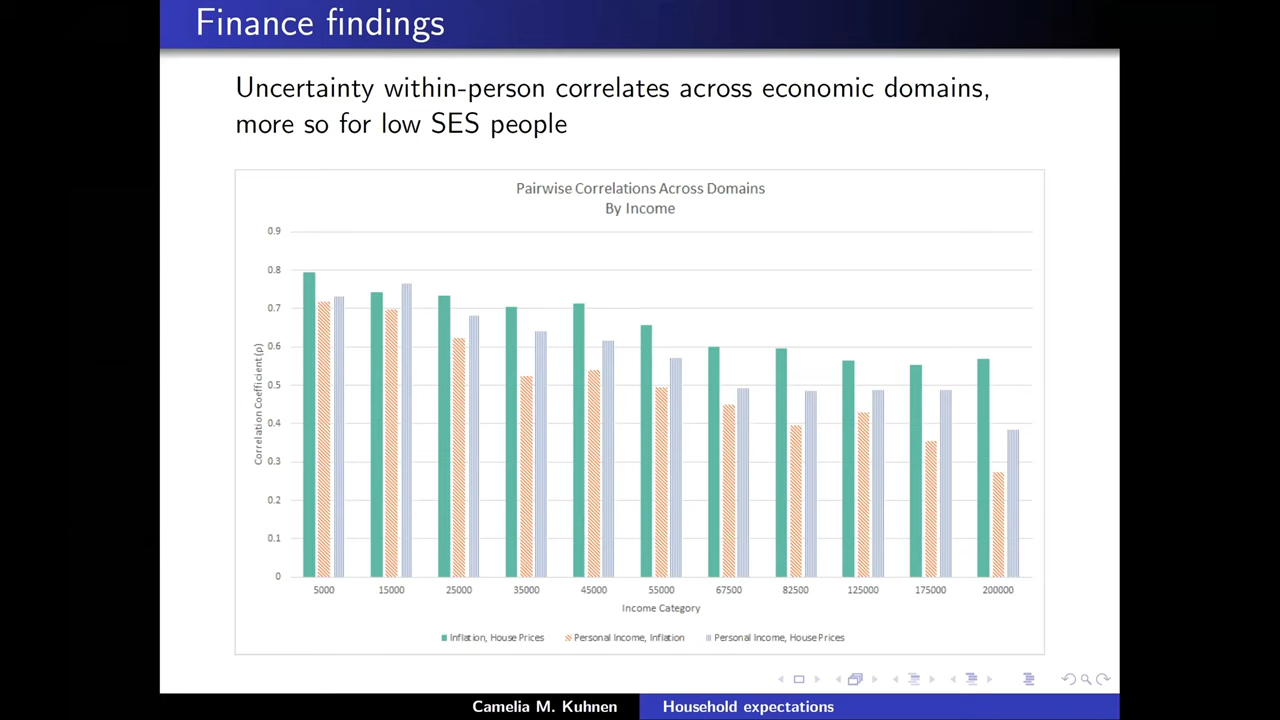 Finance findings
Uncertainty within-person correlates across economic domains,
more so for low SES people
Pairwise Correlations Across Domains
By Income
0.9
0.8
0.7
0.6
0.5
0.4
0.3
0.2
0.1
0
Correlation Coefficient (ρ)
5000 15000 25000 35000 45000 55000 67500 82500 125000 175000 200000
Income Category
Inflation, House Prices Personal Income, Inflation Personal Income, House Prices
Camelia M. Kuhnen Household expectations